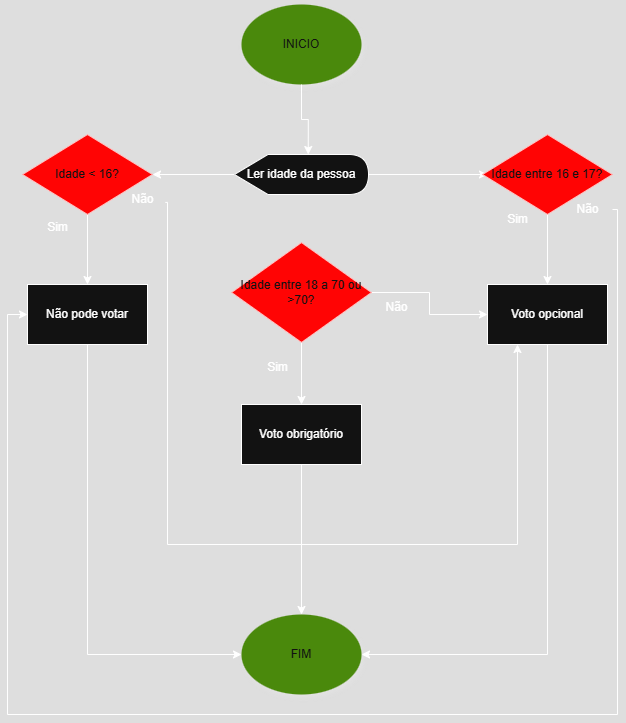 INICIO
Idade < 16?
Ler idade da pessoa
Idade entre 16 e 17?
Não
Sim
Sim
Não
Idade entre 18 a 70 ou
>70?
Não
Não pode votar
Voto opcional
Sim
Voto obrigatório
FIM